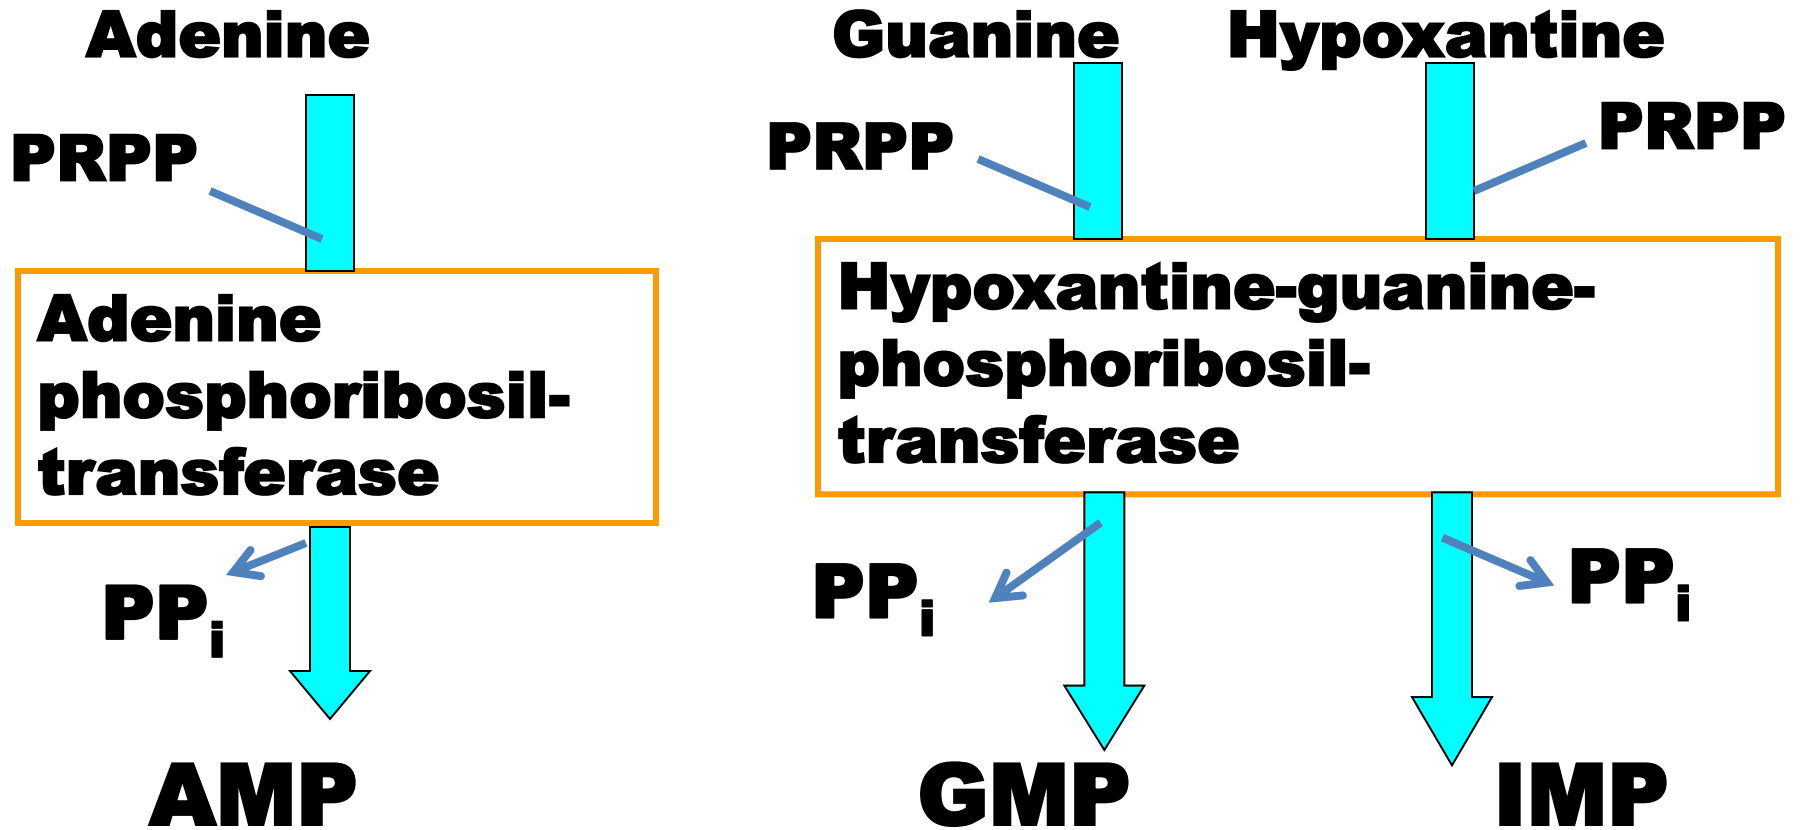 Adenine
PRPP
Adenine
phosphoribosil-
transferase
PPi
AMP
Guanine
Hypoxantine
PRPP
PRPP
Hypoxantine-guanine-
phosphoribosil-
transferase
PPi
PPi
GMP
IMP